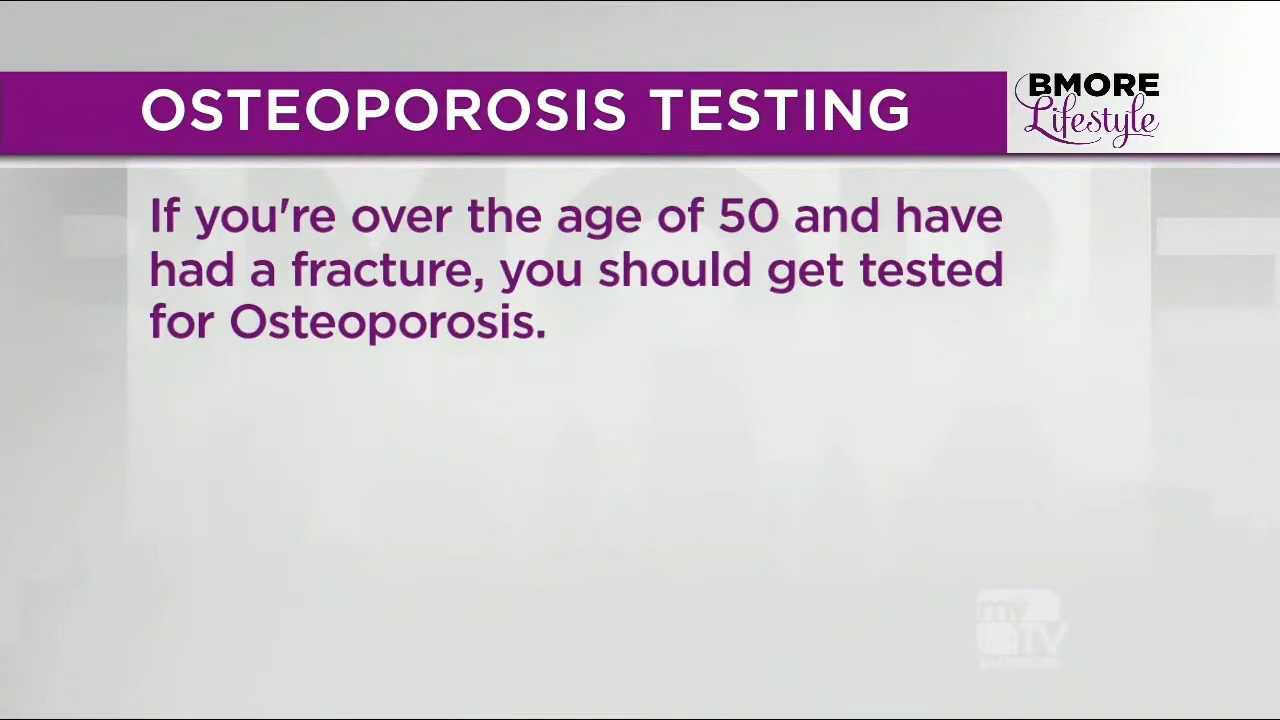 OSTEOPOROSIS TESTING
BMORE
Lifestyle
If you're over the age of 50 and have
had a fracture, you should get tested
for Osteoporosis.
my
TV